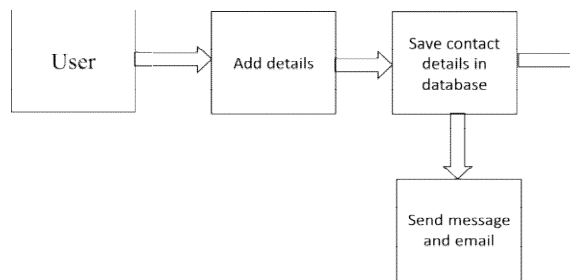 User
Add details
Save contact
details in
database
Send message
and email